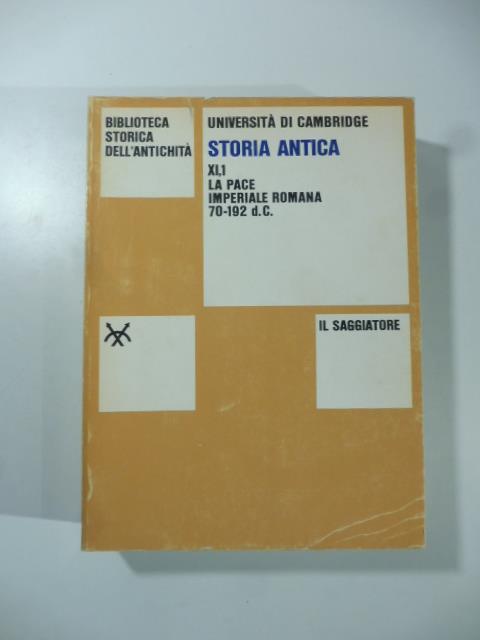 BIBLIOTECA
STORICA
DELL'ANTICHITÀ
UNIVERSITÀ DI CAMBRIDGE
STORIA ANTICA
XI,1
LA PACE
IMPERIALE ROMANA
70-192 d.C.
IL SAGGIATORE